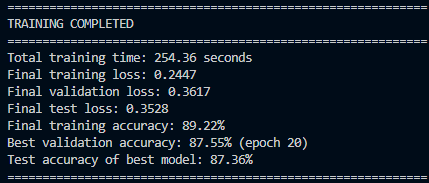 ============================================================
TRAINING COMPLETED
============================================================
Total training time: 254.36 seconds
Final training loss: 0.2447
Final validation loss: 0.3617
Final test loss: 0.3528
Final training accuracy: 89.22%
Best validation accuracy: 87.55% (epoch 20)
Test accuracy of best model: 87.36%
============================================================